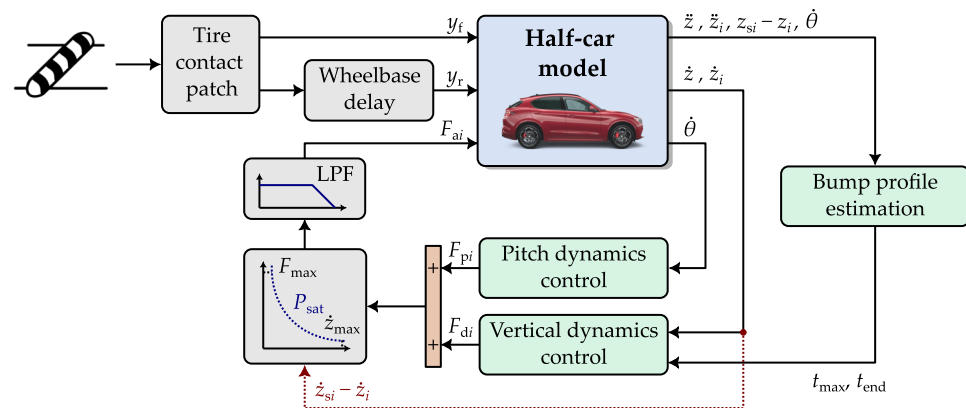 Tire
contact
patch
Wheelbase
delay
y_f
y_r
F_ai
Half-car
model
z̈ , z̈_i, z_si − z_i, θ̇
ż , ż_i
θ̇
LPF
Bump profile
estimation
F_max
P_sat
ż_max
F_pi
+
Pitch dynamics
control
F_di
+
Vertical dynamics
control
ż_si − ż_i
t_max, t_end